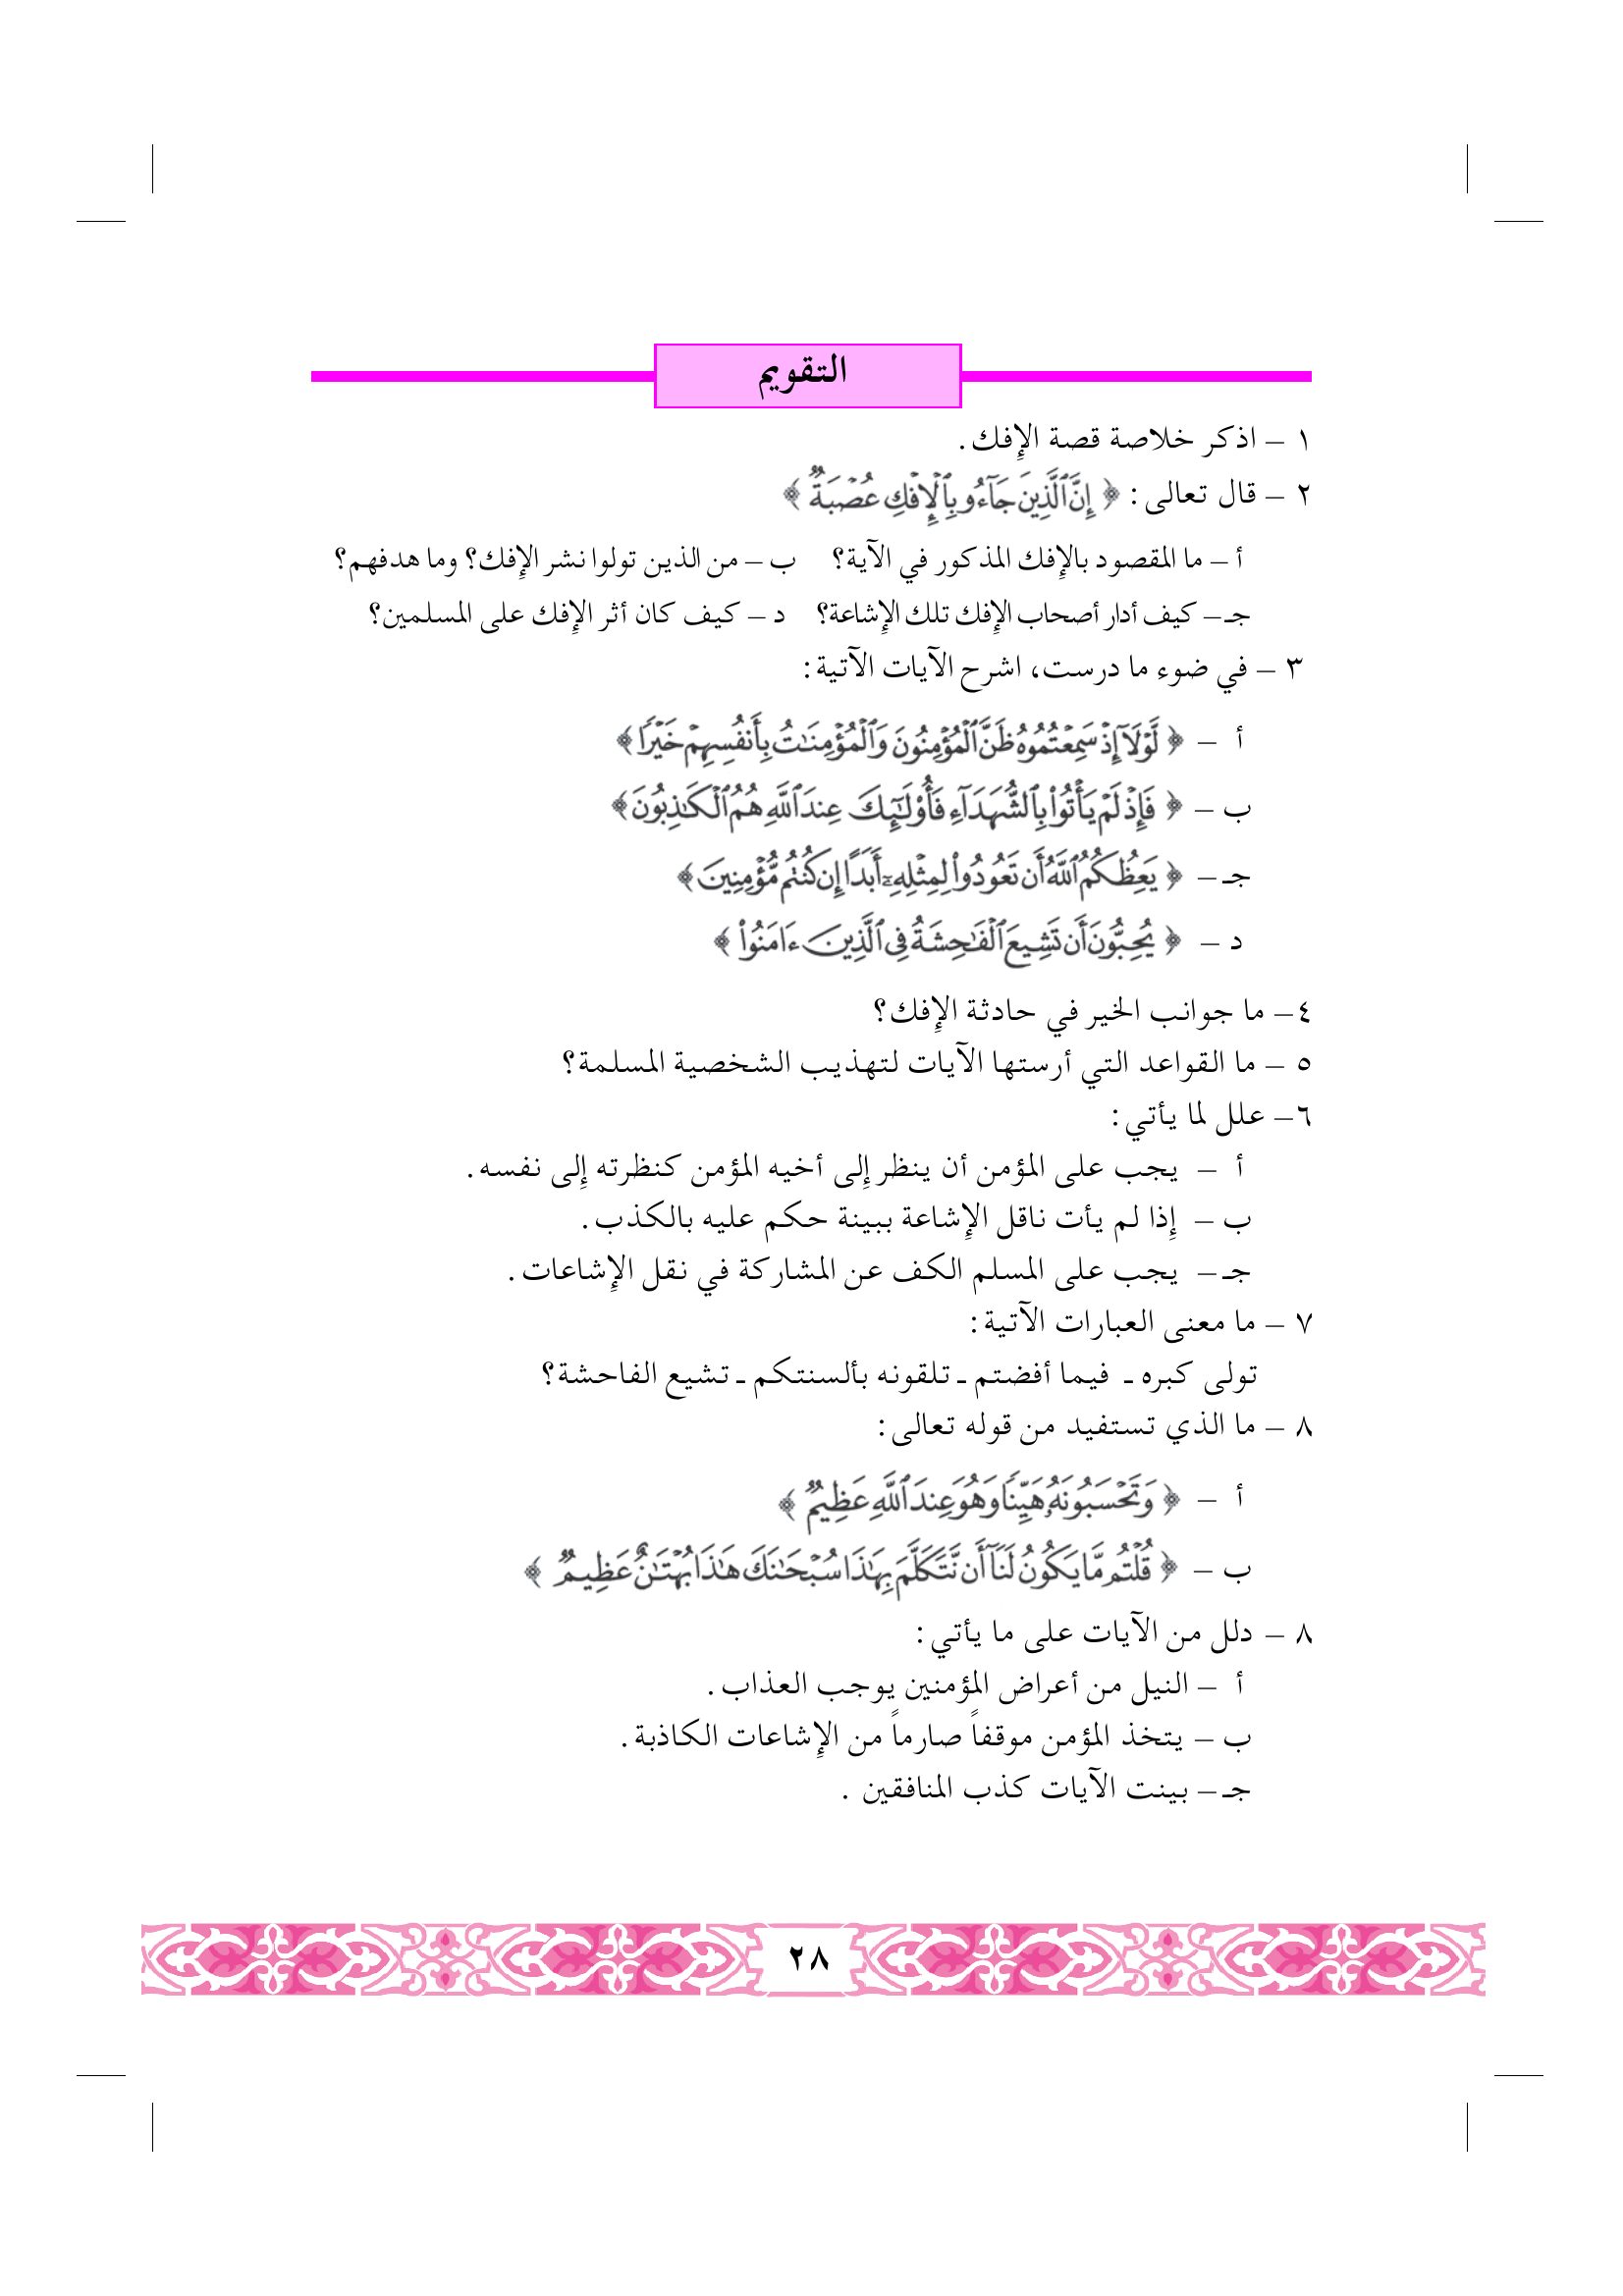 التقويم
١ – اذكر خلاصة قصة الإفك.
٢ – قال تعالى: ﴿ إِنَّ ٱلَّذِينَ جَآءُو بِٱلْإِفْكِ عُصْبَةٌ ﴾
أ – ما المقصود بالإفك المذكور في الآية؟ ب – من الذين تولوا نشر الإفك؟ وما هدفهم؟
جـ – كيف أدار أصحاب الإفك تلك الإشاعة؟ د – كيف كان أثر الإفك على المسلمين؟
٣ – في ضوء ما درست، اشرح الآيات الآتية:
أ – ﴿ لَّوْلَآ إِذْ سَمِعْتُمُوهُ ظَنَّ ٱلْمُؤْمِنُونَ وَٱلْمُؤْمِنَٰتُ بِأَنفُسِهِمْ خَيْرًا ﴾
ب – ﴿ فَإِذْ لَمْ يَأْتُوا۟ بِٱلشُّهَدَآءِ فَأُو۟لَٰٓئِكَ عِندَ ٱللَّهِ هُمُ ٱلْكَٰذِبُونَ ﴾
جـ – ﴿ يَعِظُكُمُ ٱللَّهُ أَن تَعُودُوا۟ لِمِثْلِهِۦٓ أَبَدًا إِن كُنتُم مُّؤْمِنِينَ ﴾
د – ﴿ يُحِبُّونَ أَن تَشِيعَ ٱلْفَٰحِشَةُ فِى ٱلَّذِينَ ءَامَنُوا۟ ﴾
٤– ما جوانب الخير في حادثة الإفك؟
٥ – ما القواعد التي أرستها الآيات لتهذيب الشخصية المسلمة؟
٦– علل لما يأتي:
أ – يجب على المؤمن أن ينظر إلى أخيه المؤمن كنظرته إلى نفسه.
ب – إذا لم يأت ناقل الإشاعة ببينة حكم عليه بالكذب.
جـ – يجب على المسلم الكف عن المشاركة في نقل الإشاعات.
٧ – ما معنى العبارات الآتية:
تولى كبره ـ فيما أفضتم ـ تلقونه بألسنتكم ـ تشيع الفاحشة؟
٨ – ما الذي تستفيد من قوله تعالى:
أ – ﴿ وَتَحْسَبُونَهُۥ هَيِّنًا وَهُوَ عِندَ ٱللَّهِ عَظِيمٌ ﴾
ب – ﴿ قُلْتُم مَّا يَكُونُ لَنَآ أَن نَّتَكَلَّمَ بِهَٰذَا سُبْحَٰنَكَ هَٰذَا بُهْتَٰنٌ عَظِيمٌ ﴾
٨ – دلل من الآيات على ما يأتي:
أ – النيل من أعراض المؤمنين يوجب العذاب.
ب – يتخذ المؤمن موقفاً صارماً من الإشاعات الكاذبة.
جـ – بينت الآيات كذب المنافقين .
٢٨